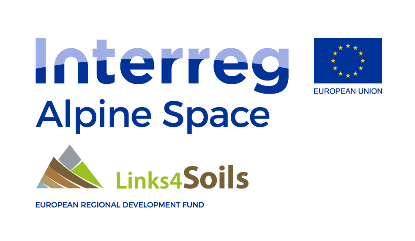 Interreg
EUROPEAN UNION
Alpine Space
Links4Soils
EUROPEAN REGIONAL DEVELOPMENT FUND